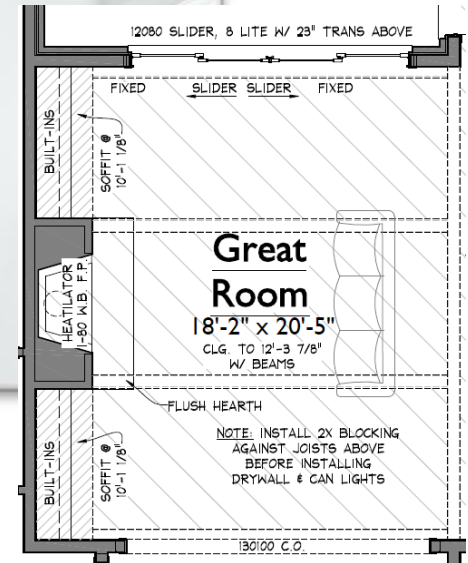 12080 SLIDER, 8 LITE W/ 23" TRANS ABOVE
FIXED
SLIDER
SLIDER
FIXED
BUILT-INS
SOFFIT @
10'-1 1/8"
HEATILATOR
I-80 W.B. F.P.
Great
Room
18'-2" x 20'-5"
CLG. TO 12'-3 7/8"
W/ BEAMS
FLUSH HEARTH
NOTE: INSTALL 2X BLOCKING
AGAINST JOISTS ABOVE
BEFORE INSTALLING
DRYWALL & CAN LIGHTS
BUILT-INS
SOFFIT @
10'-1 1/8"
130100 C.O.